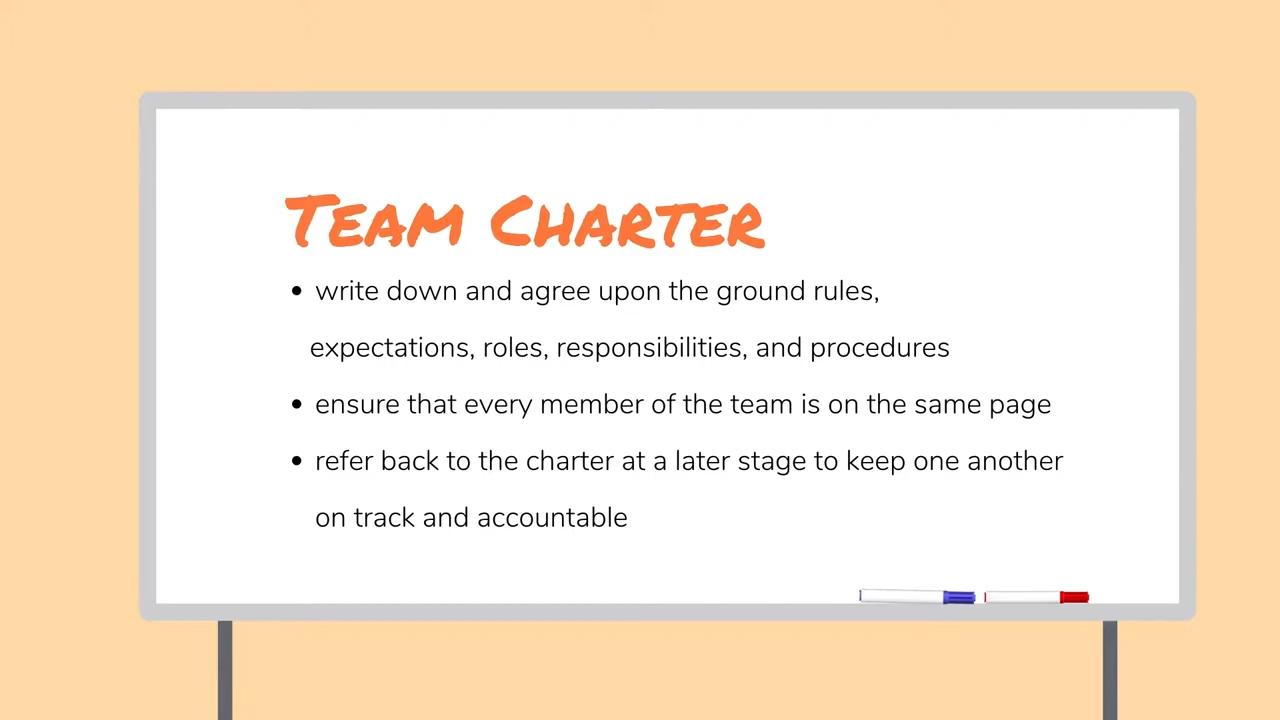 Team Charter
• write down and agree upon the ground rules,
expectations, roles, responsibilities, and procedures
• ensure that every member of the team is on the same page
• refer back to the charter at a later stage to keep one another
on track and accountable